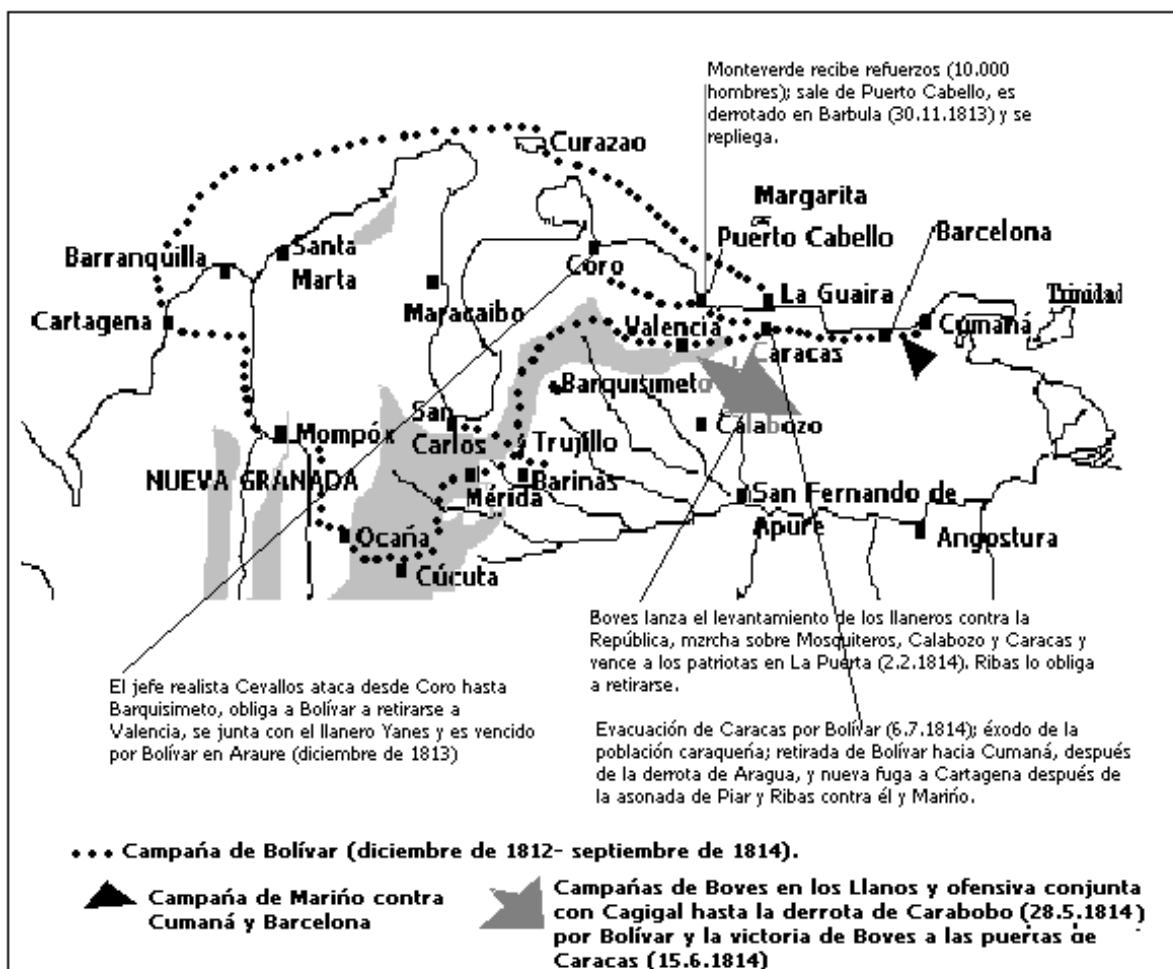 Monteverde recibe refuerzos (10.000
hombres); sale de Puerto Cabello, es
derrotado en Barbula (30.11.1813) y se
repliega.
Curazao
Margarita
Puerto Cabello
Barcelona
Santa
Marta
Barranquilla
Coro
La Guaira
Trinidad
Maracaibo
Cartagena
Valencia
Cumaná
Caracas
Barquisimeto
San
Carlos
Calabozo
Mompóx
Trujillo
NUEVA GRANADA
Mérida
Barinas
San Fernando de
Apure
Ocaña
Angostura
Cúcuta
Boves lanza el levantamiento de los llaneros contra la
República, mzrcha sobre Mosquiteros, Calabozo y Caracas y
vence a los patriotas en La Puerta (2.2.1814). Ribas lo obliga
a retirarse.
El jefe realista Cevallos ataca desde Coro hasta
Barquisimeto, obliga a Bolívar a retirarse a
Valencia, se junta con el llanero Yanes y es vencido
por Bolívar en Araure (diciembre de 1813)
Evacuación de Caracas por Bolívar (6.7.1814); éxodo de la
población caraqueña; retirada de Bolívar hacia Cumaná, después
de la derrota de Aragua, y nueva fuga a Cartagena después de
la asonada de Piar y Ribas contra él y Mariño.
Campaña de Bolívar (diciembre de 1812- septiembre de 1814).
Campaña de Mariño contra
Cumaná y Barcelona
Campañas de Boves en los Llanos y ofensiva conjunta
con Cagigal hasta la derrota de Carabobo (28.5.1814)
por Bolívar y la victoria de Boves a las puertas de
Caracas (15.6.1814)